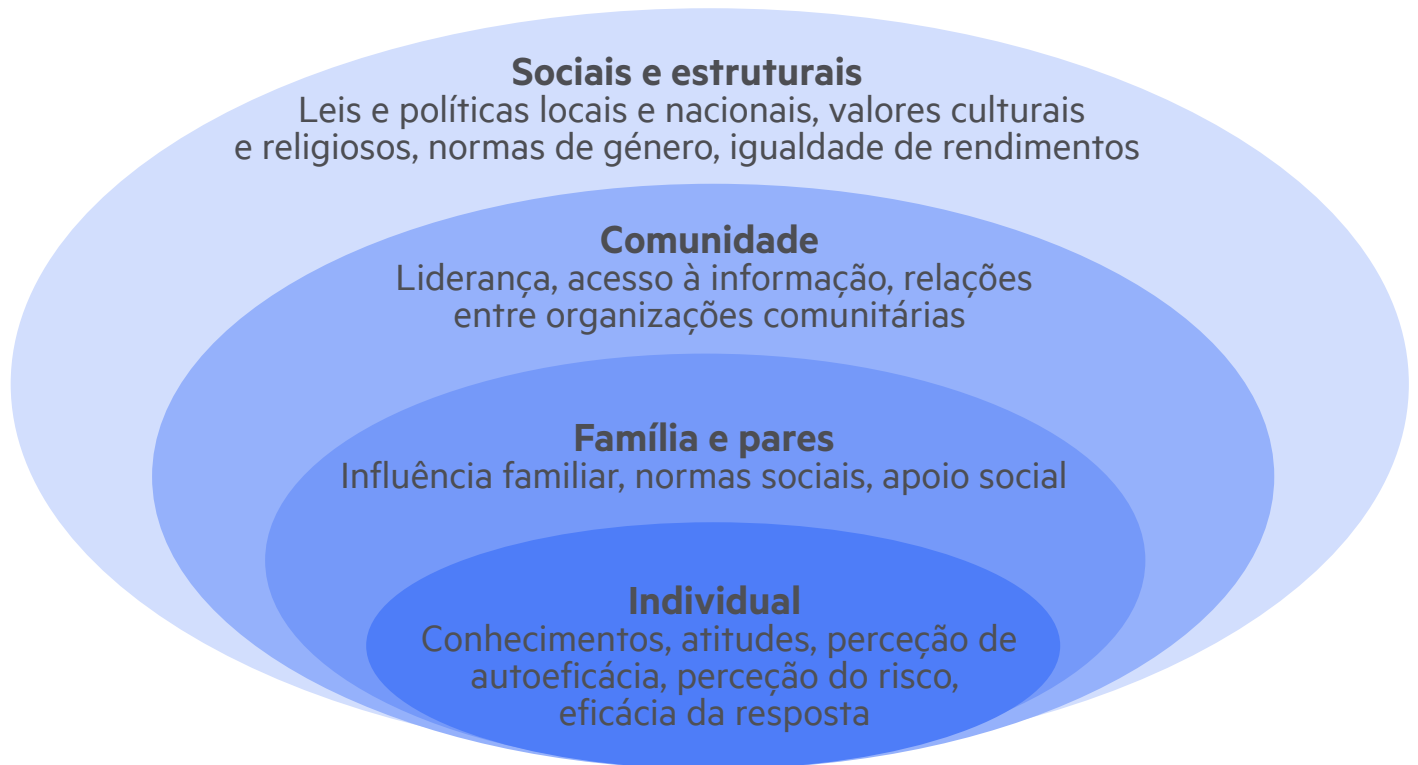 Sociais e estruturais
Leis e políticas locais e nacionais, valores culturais
e religiosos, normas de género, igualdade de rendimentos
Comunidade
Liderança, acesso à informação, relações
entre organizações comunitárias
Família e pares
Influência familiar, normas sociais, apoio social
Individual
Conhecimentos, atitudes, perceção de
autoeficácia, perceção do risco,
eficácia da resposta